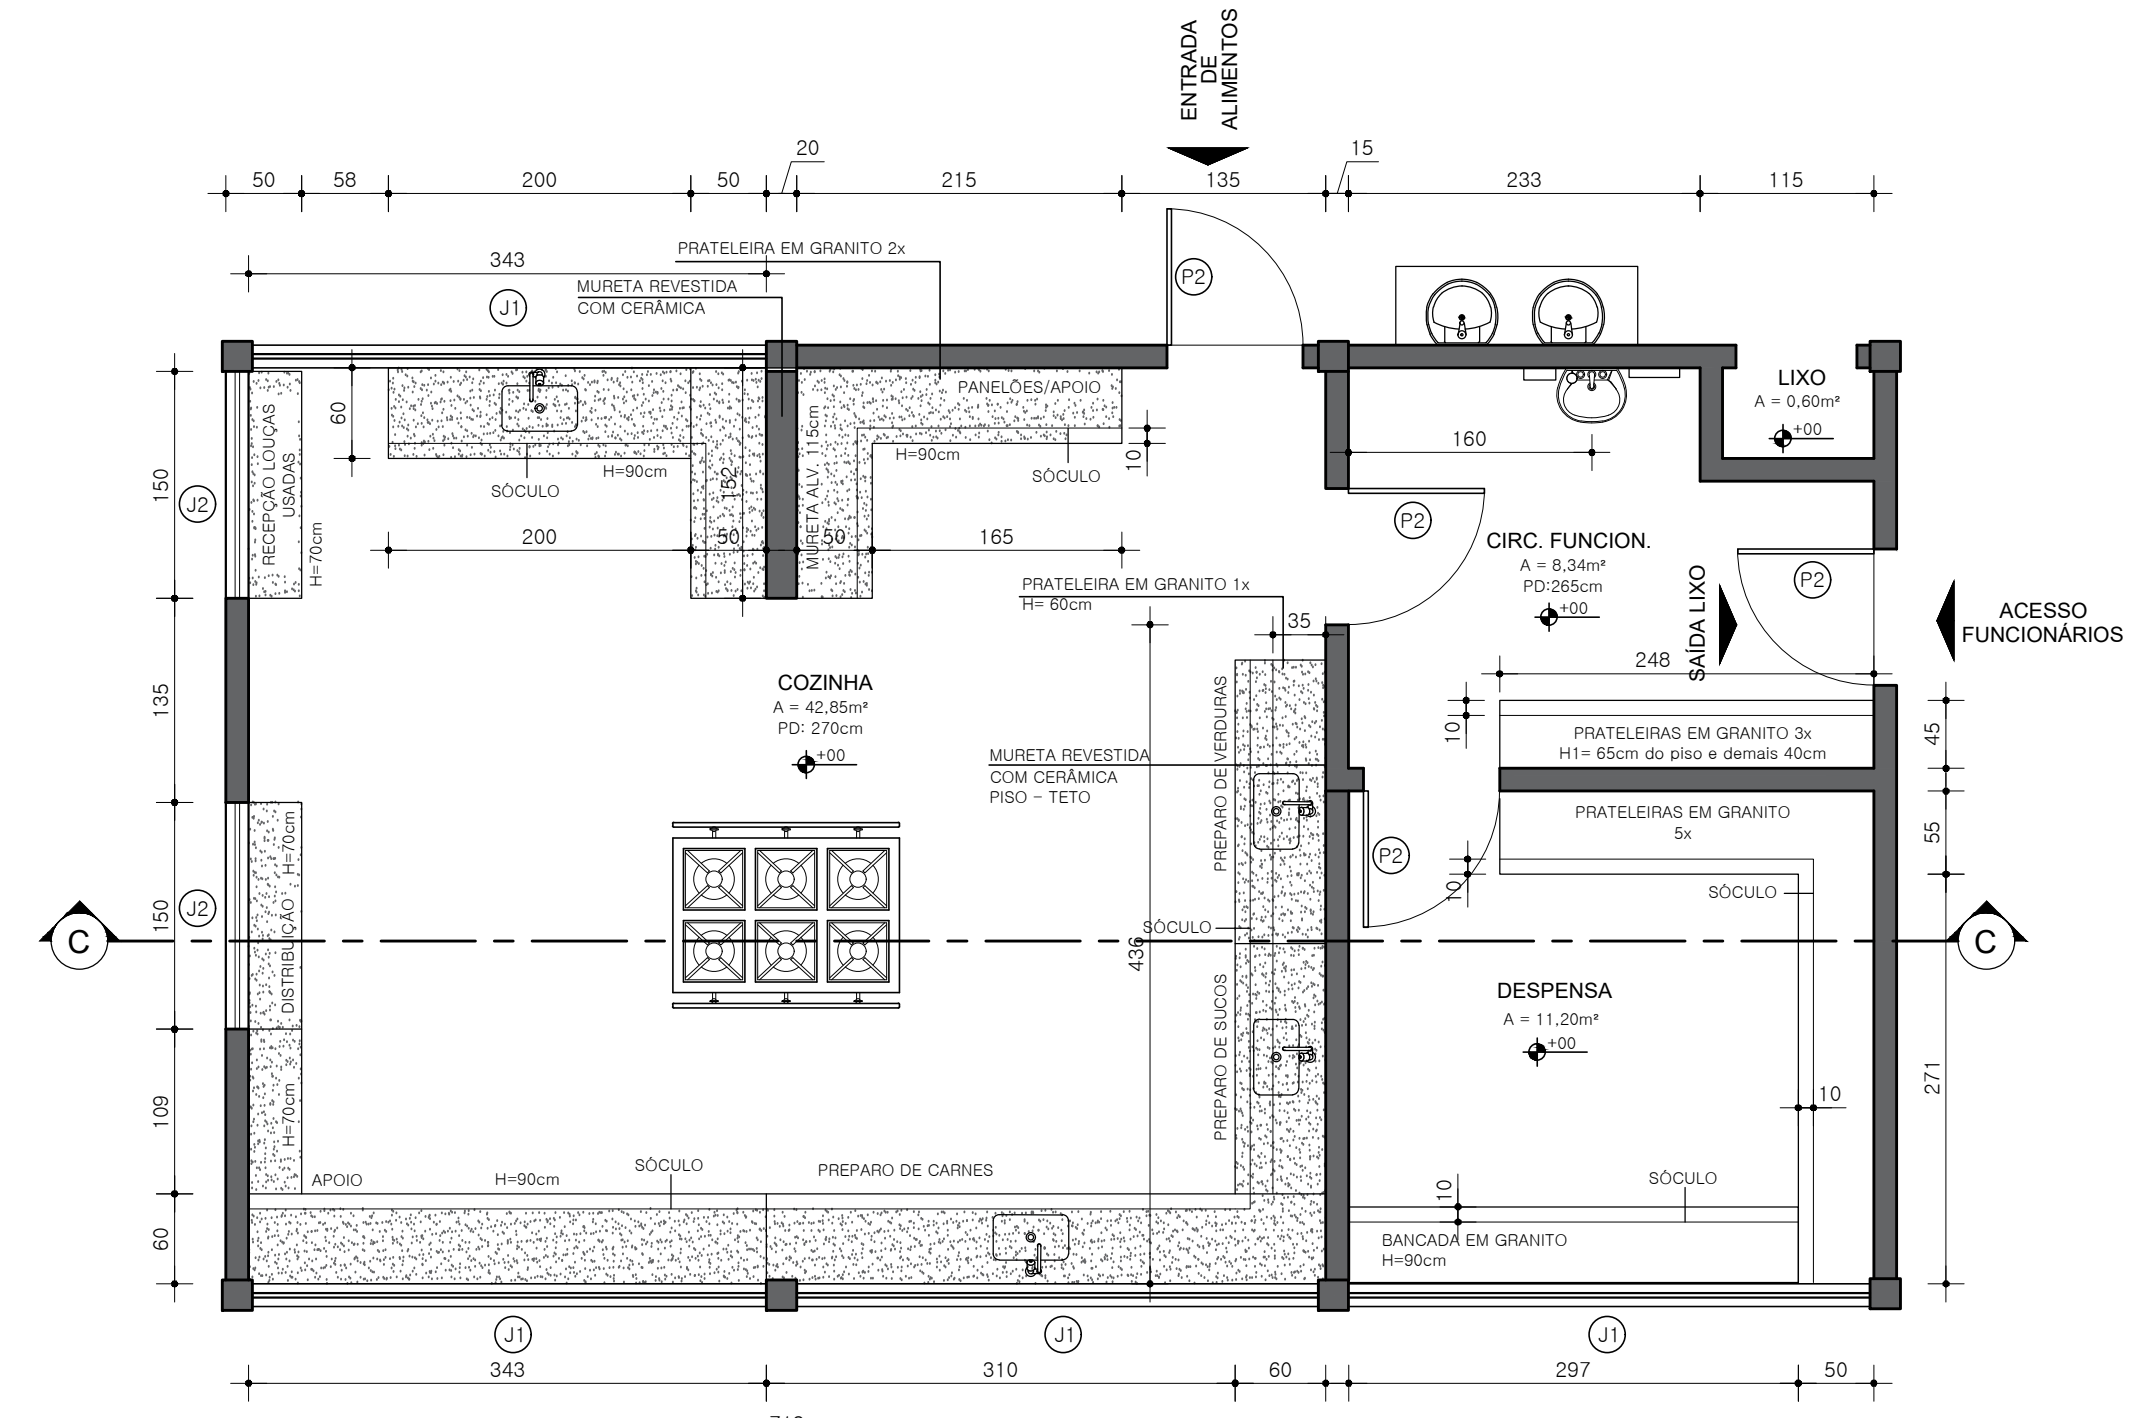 ENTRADA
DE
ALIMENTOS
20
15
50
58
200
50
215
135
233
115
PRATELEIRA EM GRANITO 2x
343
MURETA REVESTIDA
COM CERÂMICA
J1
P2
LIXO
A = 0,60m²
+00
PANELÕES/APOIO
60
RECEPÇÃO LOUÇAS
USADAS
H=70cm
150
J2
H=90cm
SÓCULO
152
MURETA ALV. 115cm
H=90cm
SÓCULO
10
160
200
50
50
165
P2
CIRC. FUNCION.
A = 8,34m²
PD:265cm
+00
P2
SAÍDA LIXO
ACESSO
FUNCIONÁRIOS
PRATELEIRA EM GRANITO 1x
H= 60cm
35
248
135
COZINHA
A = 42,85m²
PD: 270cm
+00
PREPARO DE VERDURAS
10
PRATELEIRAS EM GRANITO 3x
H1= 65cm do piso e demais 40cm
45
MURETA REVESTIDA
COM CERÂMICA
PISO - TETO
PRATELEIRAS EM GRANITO
5x
55
P2
10
SÓCULO
H=70cm
DISTRIBUIÇÃO
150
J2
C
SÓCULO
436
C
DESPENSA
A = 11,20m²
+00
PREPARO DE SUCOS
271
10
109
H=70cm
APOIO
H=90cm
SÓCULO
PREPARO DE CARNES
10
SÓCULO
60
BANCADA EM GRANITO
H=90cm
J1
J1
J1
343
310
60
297
50